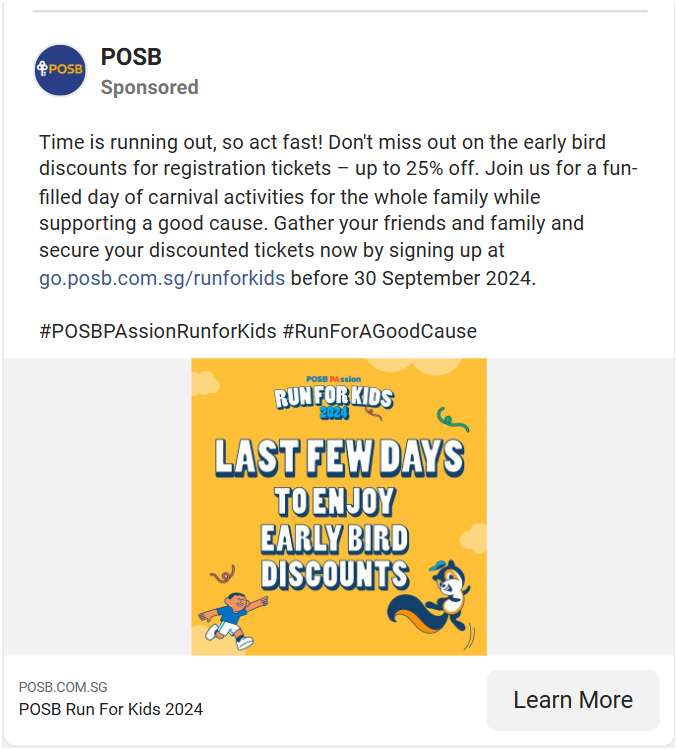 POSB
POSB
Sponsored
Time is running out, so act fast! Don't miss out on the early bird
discounts for registration tickets – up to 25% off. Join us for a fun-
filled day of carnival activities for the whole family while
supporting a good cause. Gather your friends and family and
secure your discounted tickets now by signing up at
go.posb.com.sg/runforkids before 30 September 2024.
#POSBPAssionRunforKids #RunForAGoodCause
POSB PAssion
RUN FOR KIDS
2024
LAST FEW DAYS
TO ENJOY
EARLY BIRD
DISCOUNTS
POSB.COM.SG
POSB Run For Kids 2024
Learn More